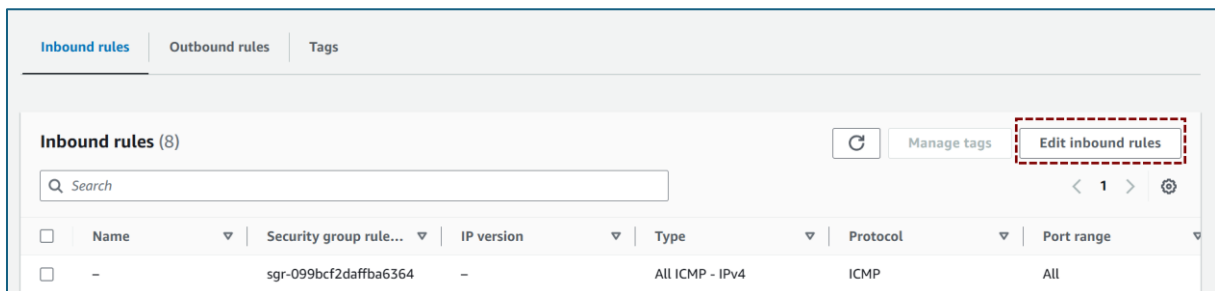 Inbound rules Outbound rules Tags
Inbound rules (8) Manage tags Edit inbound rules
Search 1
Name Security group rule... IP version Type Protocol Port range
– sgr-099bcf2daffba6364 – All ICMP - IPv4 ICMP All